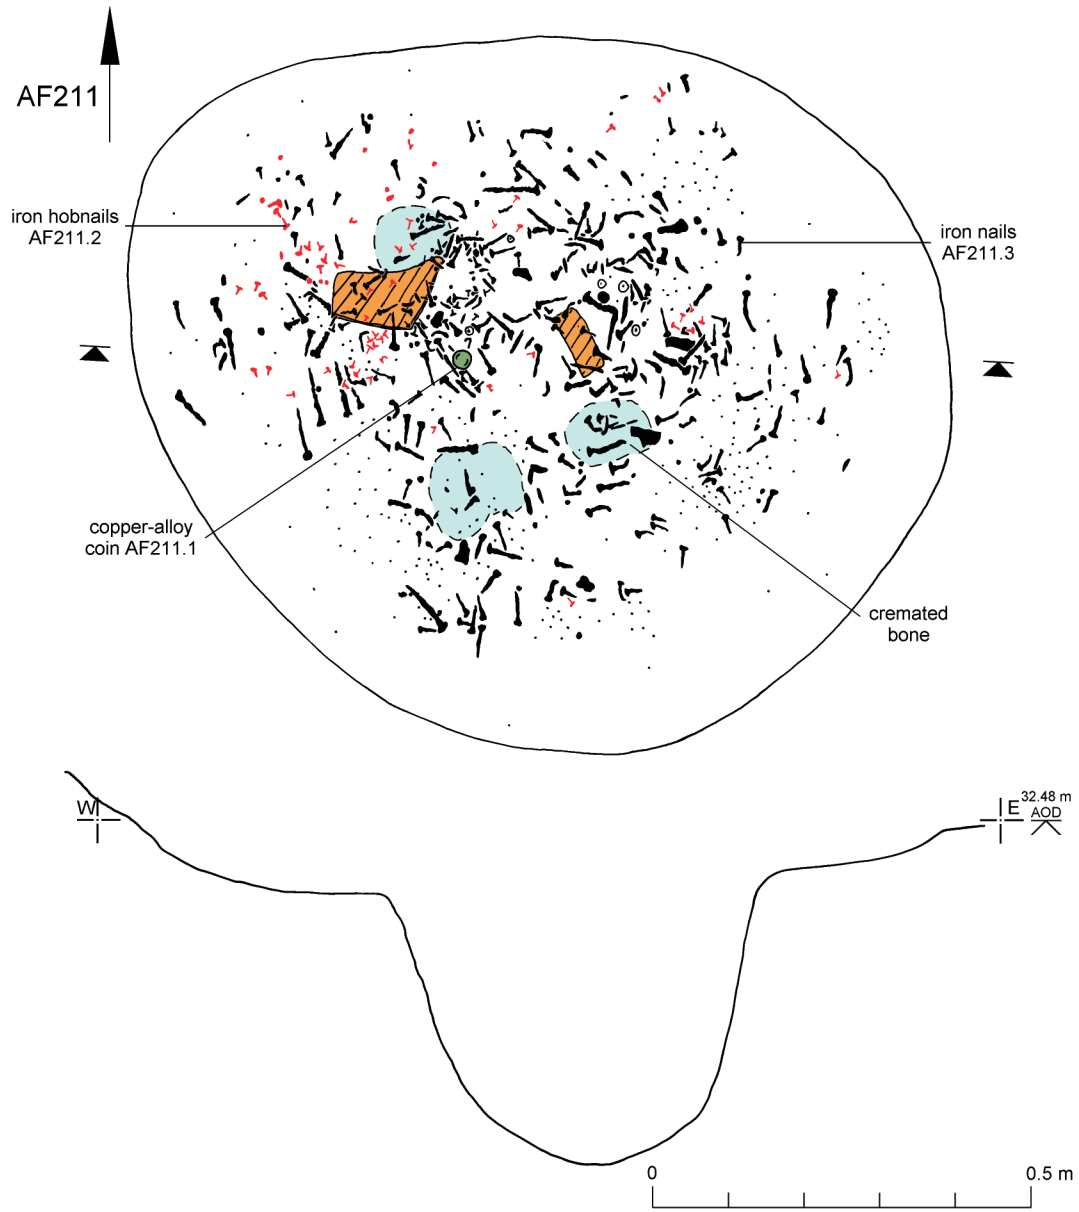 AF211
iron hobnails
AF211.2
iron nails
AF211.3
copper-alloy
coin AF211.1
cremated
bone
W
E
32.48 m
AOD
0
0.5 m